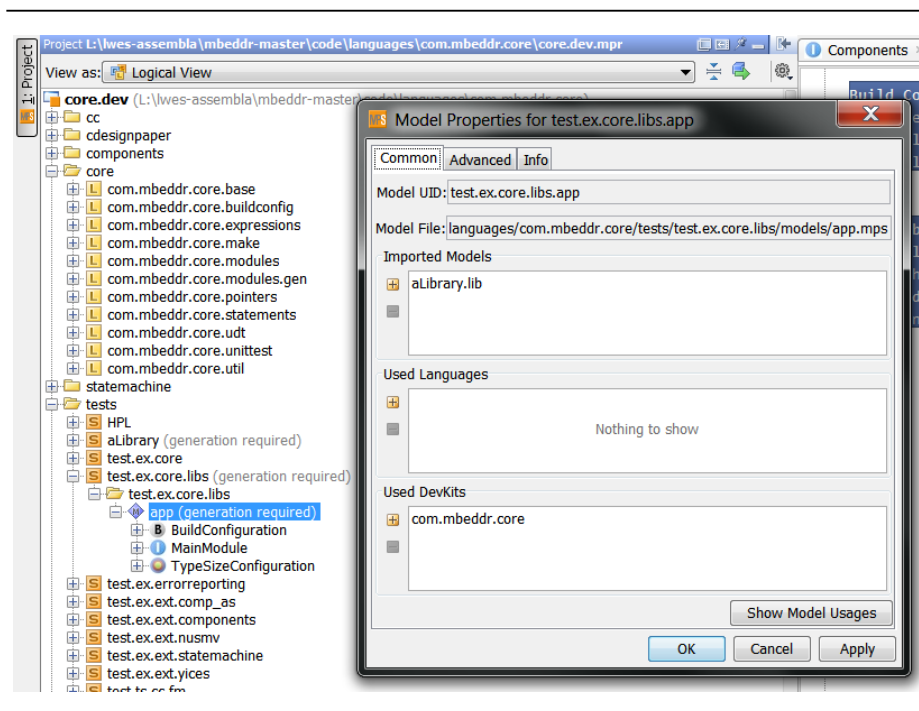 Project L:\lwes-assembla\mbeddr-master\code\languages\com.mbeddr.core\core.dev.mpr
1: Project
Components
View as: Logical View
core.dev (L:\lwes-assembla\mbeddr-master\code\languages\com.mbeddr.core)
Build Co
cc
cdesignpaper
components
core
com.mbeddr.core.base
com.mbeddr.core.buildconfig
com.mbeddr.core.expressions
com.mbeddr.core.make
com.mbeddr.core.modules
com.mbeddr.core.modules.gen
com.mbeddr.core.pointers
com.mbeddr.core.statements
com.mbeddr.core.udt
com.mbeddr.core.unittest
com.mbeddr.core.util
statemachine
tests
HPL
aLibrary (generation required)
test.ex.core
test.ex.core.libs (generation required)
test.ex.core.libs
app (generation required)
BuildConfiguration
MainModule
TypeSizeConfiguration
test.ex.errorreporting
test.ex.ext.comp_as
test.ex.ext.components
test.ex.ext.nusmv
test.ex.ext.statemachine
test.ex.ext.yices
test.ts.cc.fm
Model Properties for test.ex.core.libs.app
Common Advanced Info
Model UID: test.ex.core.libs.app
Model File: languages/com.mbeddr.core/tests/test.ex.core.libs/models/app.mps
Imported Models
aLibrary.lib
Used Languages
Nothing to show
Used DevKits
com.mbeddr.core
Show Model Usages
OK Cancel Apply